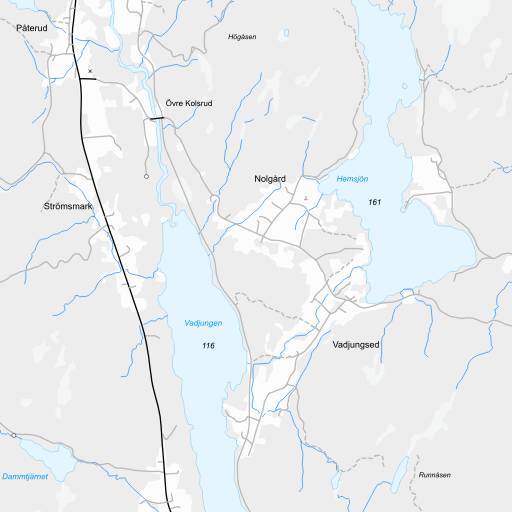 Påterud
Högåsen
Övre Kolsrud
Nolgård
Hemsjön
161
Strömsmark
Vadjungen
116
Vadjungsed
Dammtjärnet
Runnåsen